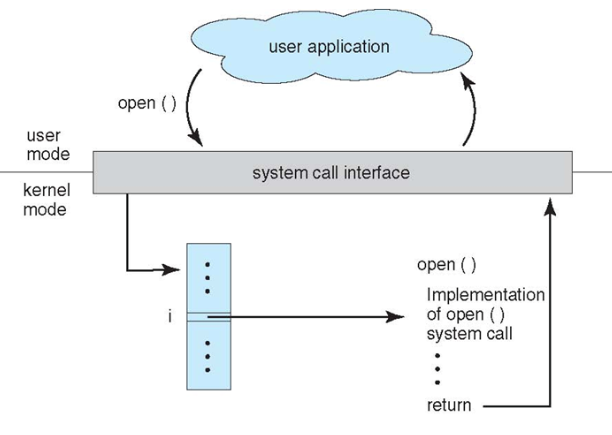 user application
open ( )
user
mode
system call interface
kernel
mode
open ( )
i
Implementation
of open ( )
system call
return